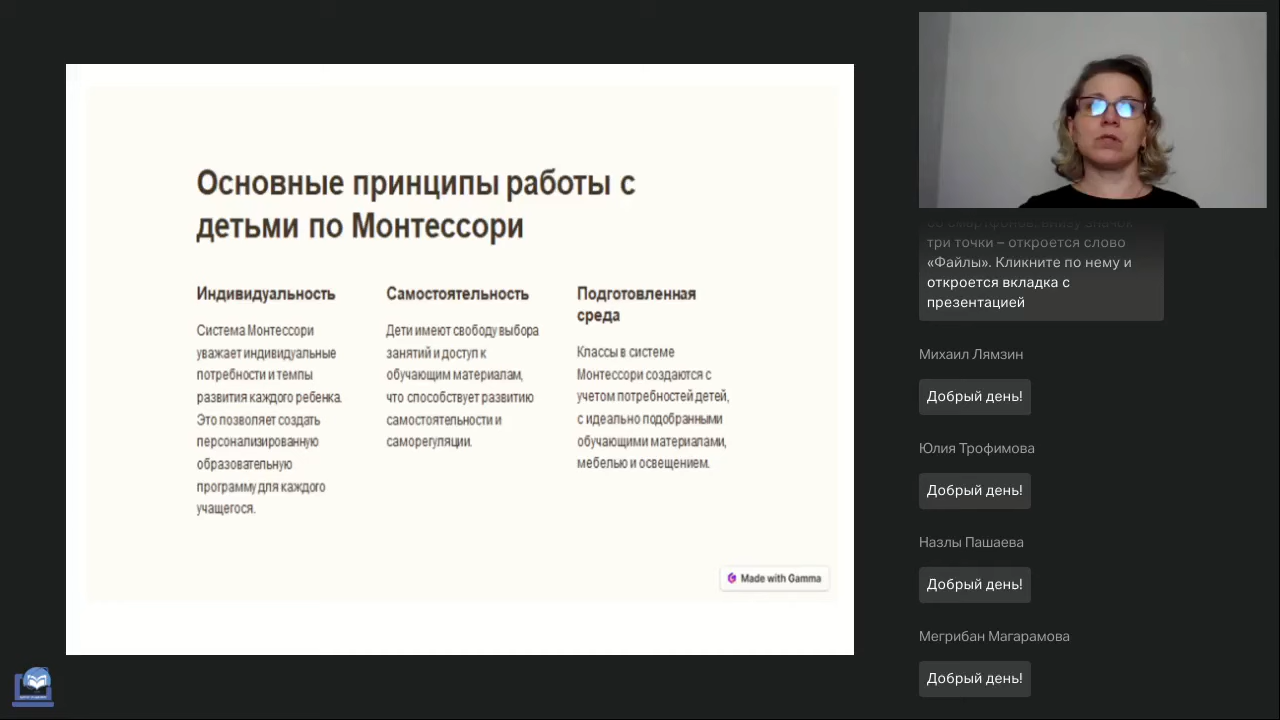 Основные принципы работы с
детьми по Монтессори
Индивидуальность
Система Монтессори
уважает индивидуальные
потребности и темпы
развития каждого ребенка.
Это позволяет создать
персонализированную
образовательную
программу для каждого
учащегося.
Самостоятельность
Дети имеют свободу выбора
занятий и доступ к
обучающим материалам,
что способствует развитию
самостоятельности и
саморегуляции.
Подготовленная
среда
Классы в системе
Монтессори создаются с
учетом потребностей детей,
с идеально подобранными
обучающими материалами,
мебелью и освещением.
Made with Gamma
три точки – откроется слово
«Файлы». Кликните по нему и
откроется вкладка с
презентацией
Михаил Лямзин
Добрый день!
Юлия Трофимова
Добрый день!
Назлы Пашаева
Добрый день!
Мегрибан Магарамова
Добрый день!